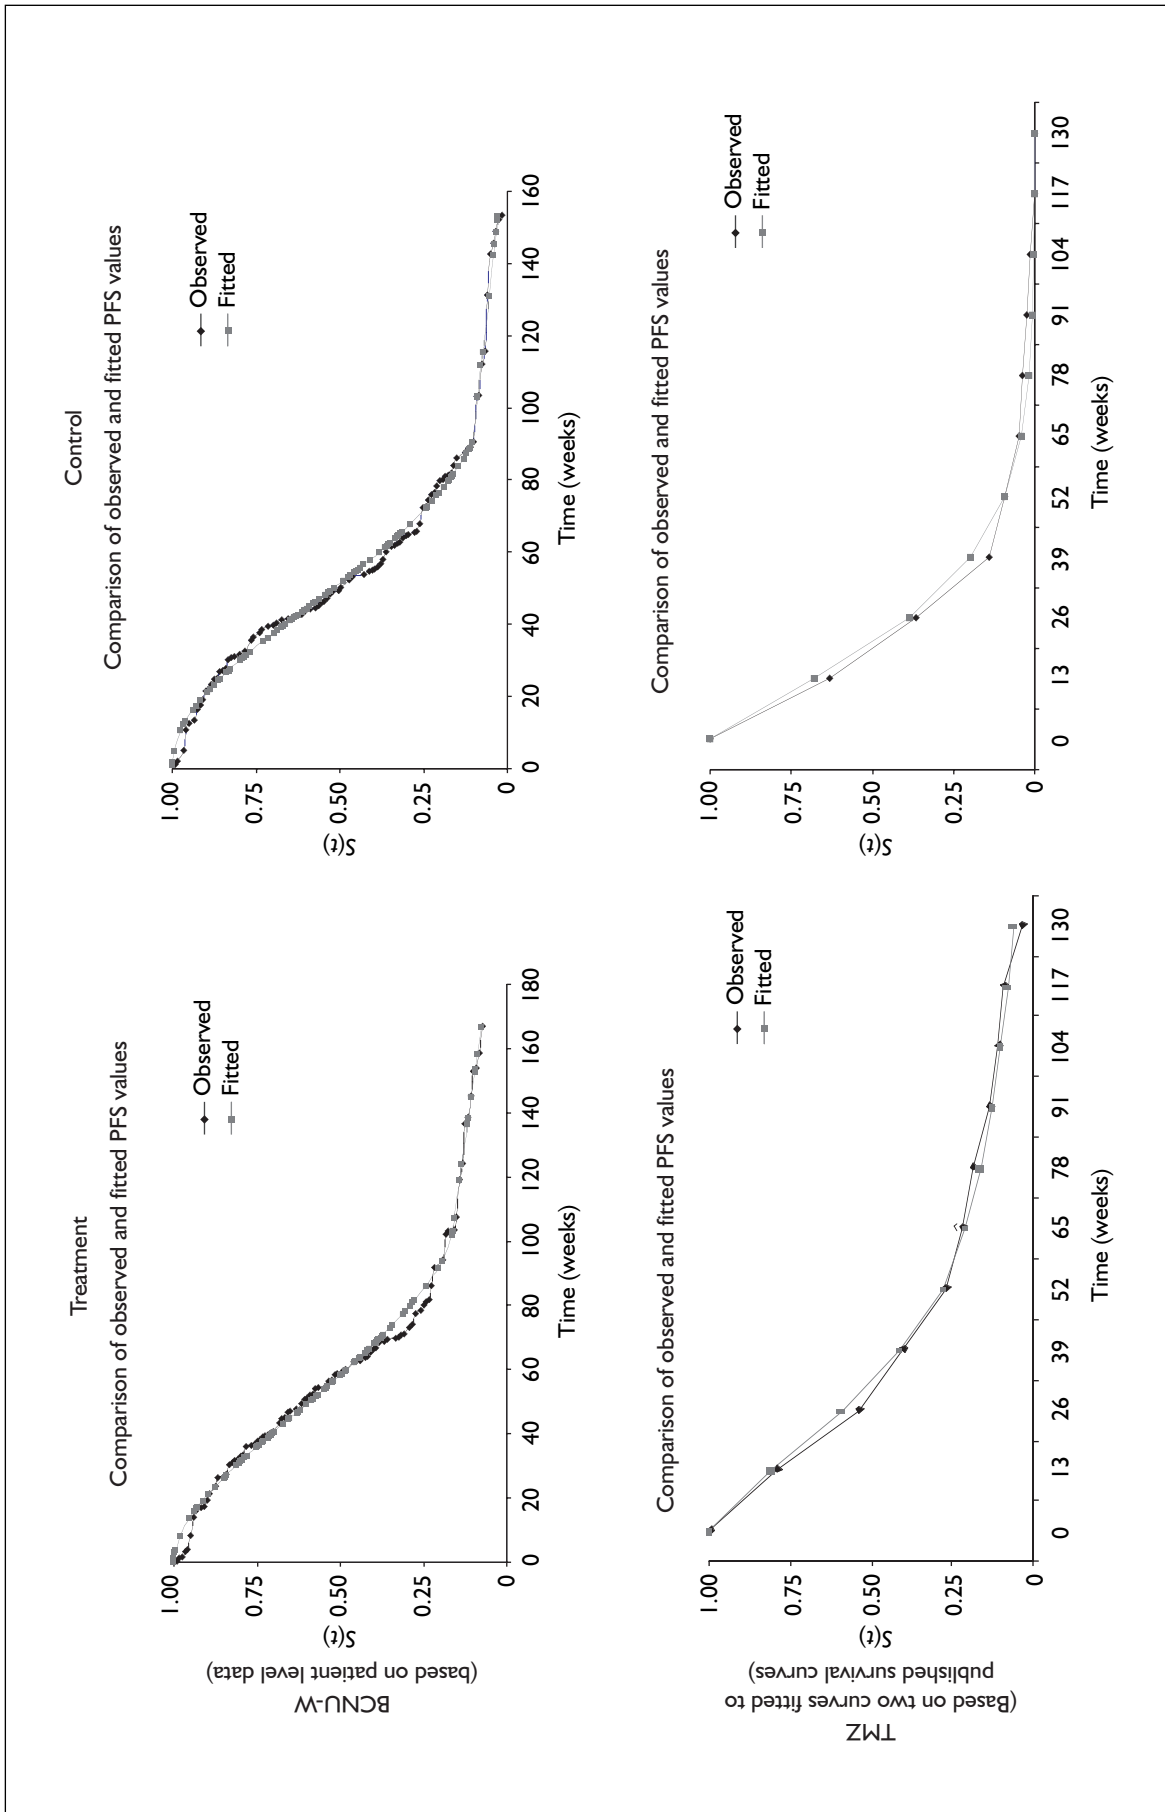 Treatment
Control
BCNU-W
(based on patient level data)
Comparison of observed and fitted PFS values
S(t)
1.00
0.75
0.50
0.25
0
0 20 40 60 80 100 120 140 160 180
Time (weeks)
Observed
Fitted
Comparison of observed and fitted PFS values
S(t)
1.00
0.75
0.50
0.25
0
0 20 40 60 80 100 120 140 160
Time (weeks)
Observed
Fitted
TMZ
(Based on two curves fitted to
published survival curves)
Comparison of observed and fitted PFS values
S(t)
1.00
0.75
0.50
0.25
0
0 13 26 39 52 65 78 91 104 117 130
Time (weeks)
Observed
Fitted
Comparison of observed and fitted PFS values
S(t)
1.00
0.75
0.50
0.25
0
0 13 26 39 52 65 78 91 104 117 130
Time (weeks)
Observed
Fitted